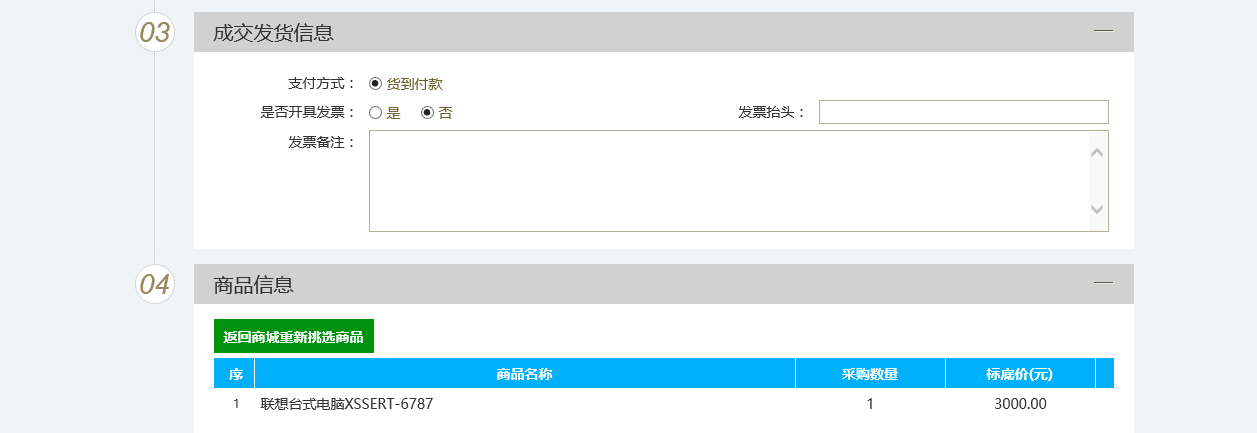 03 成交发货信息
支付方式： 货到付款
是否开具发票： 是 否 发票抬头：
发票备注：
04 商品信息
返回商城重新挑选商品
序 商品名称 采购数量 标底价(元)
1 联想台式电脑XSSERT-6787 1 3000.00